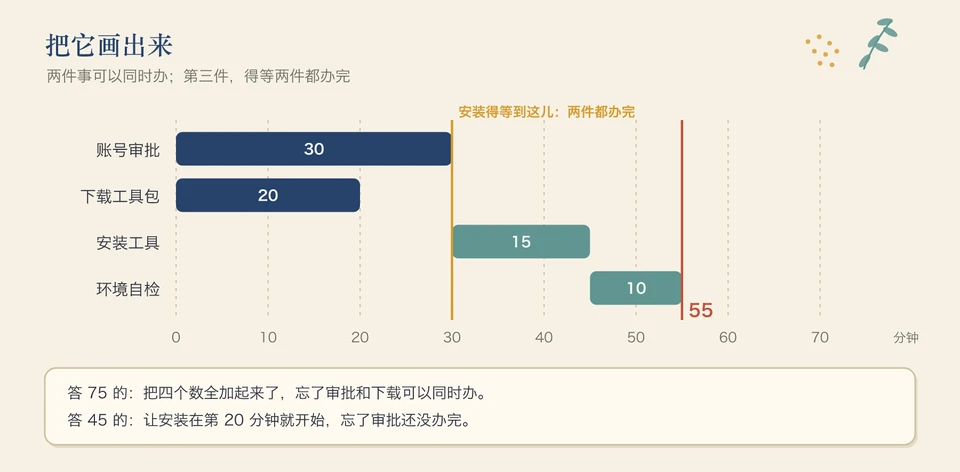 把它画出来
两件事可以同时办；第三件，得等两件都办完
安装得等到这儿：两件都办完
账号审批
30
下载工具包
20
安装工具
15
环境自检
10
55
0
10
20
30
40
50
60
70
分钟
答 75 的：把四个数全加起来了，忘了审批和下载可以同时办。
答 45 的：让安装在第 20 分钟就开始，忘了审批还没办完。